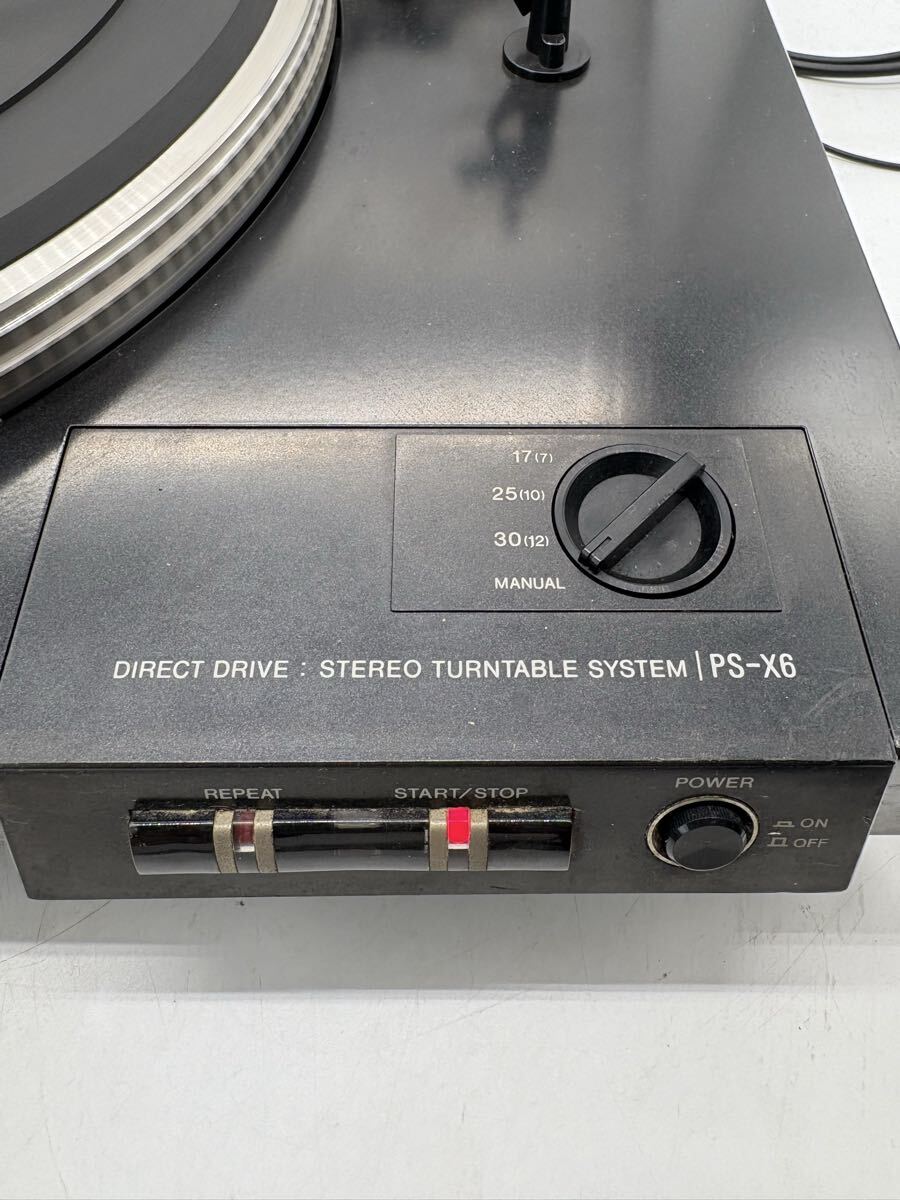 17(7)
25(10)
30(12)
MANUAL
DIRECT DRIVE : STEREO TURNTABLE SYSTEM | PS-X6
REPEAT
START/STOP
POWER
ON
OFF